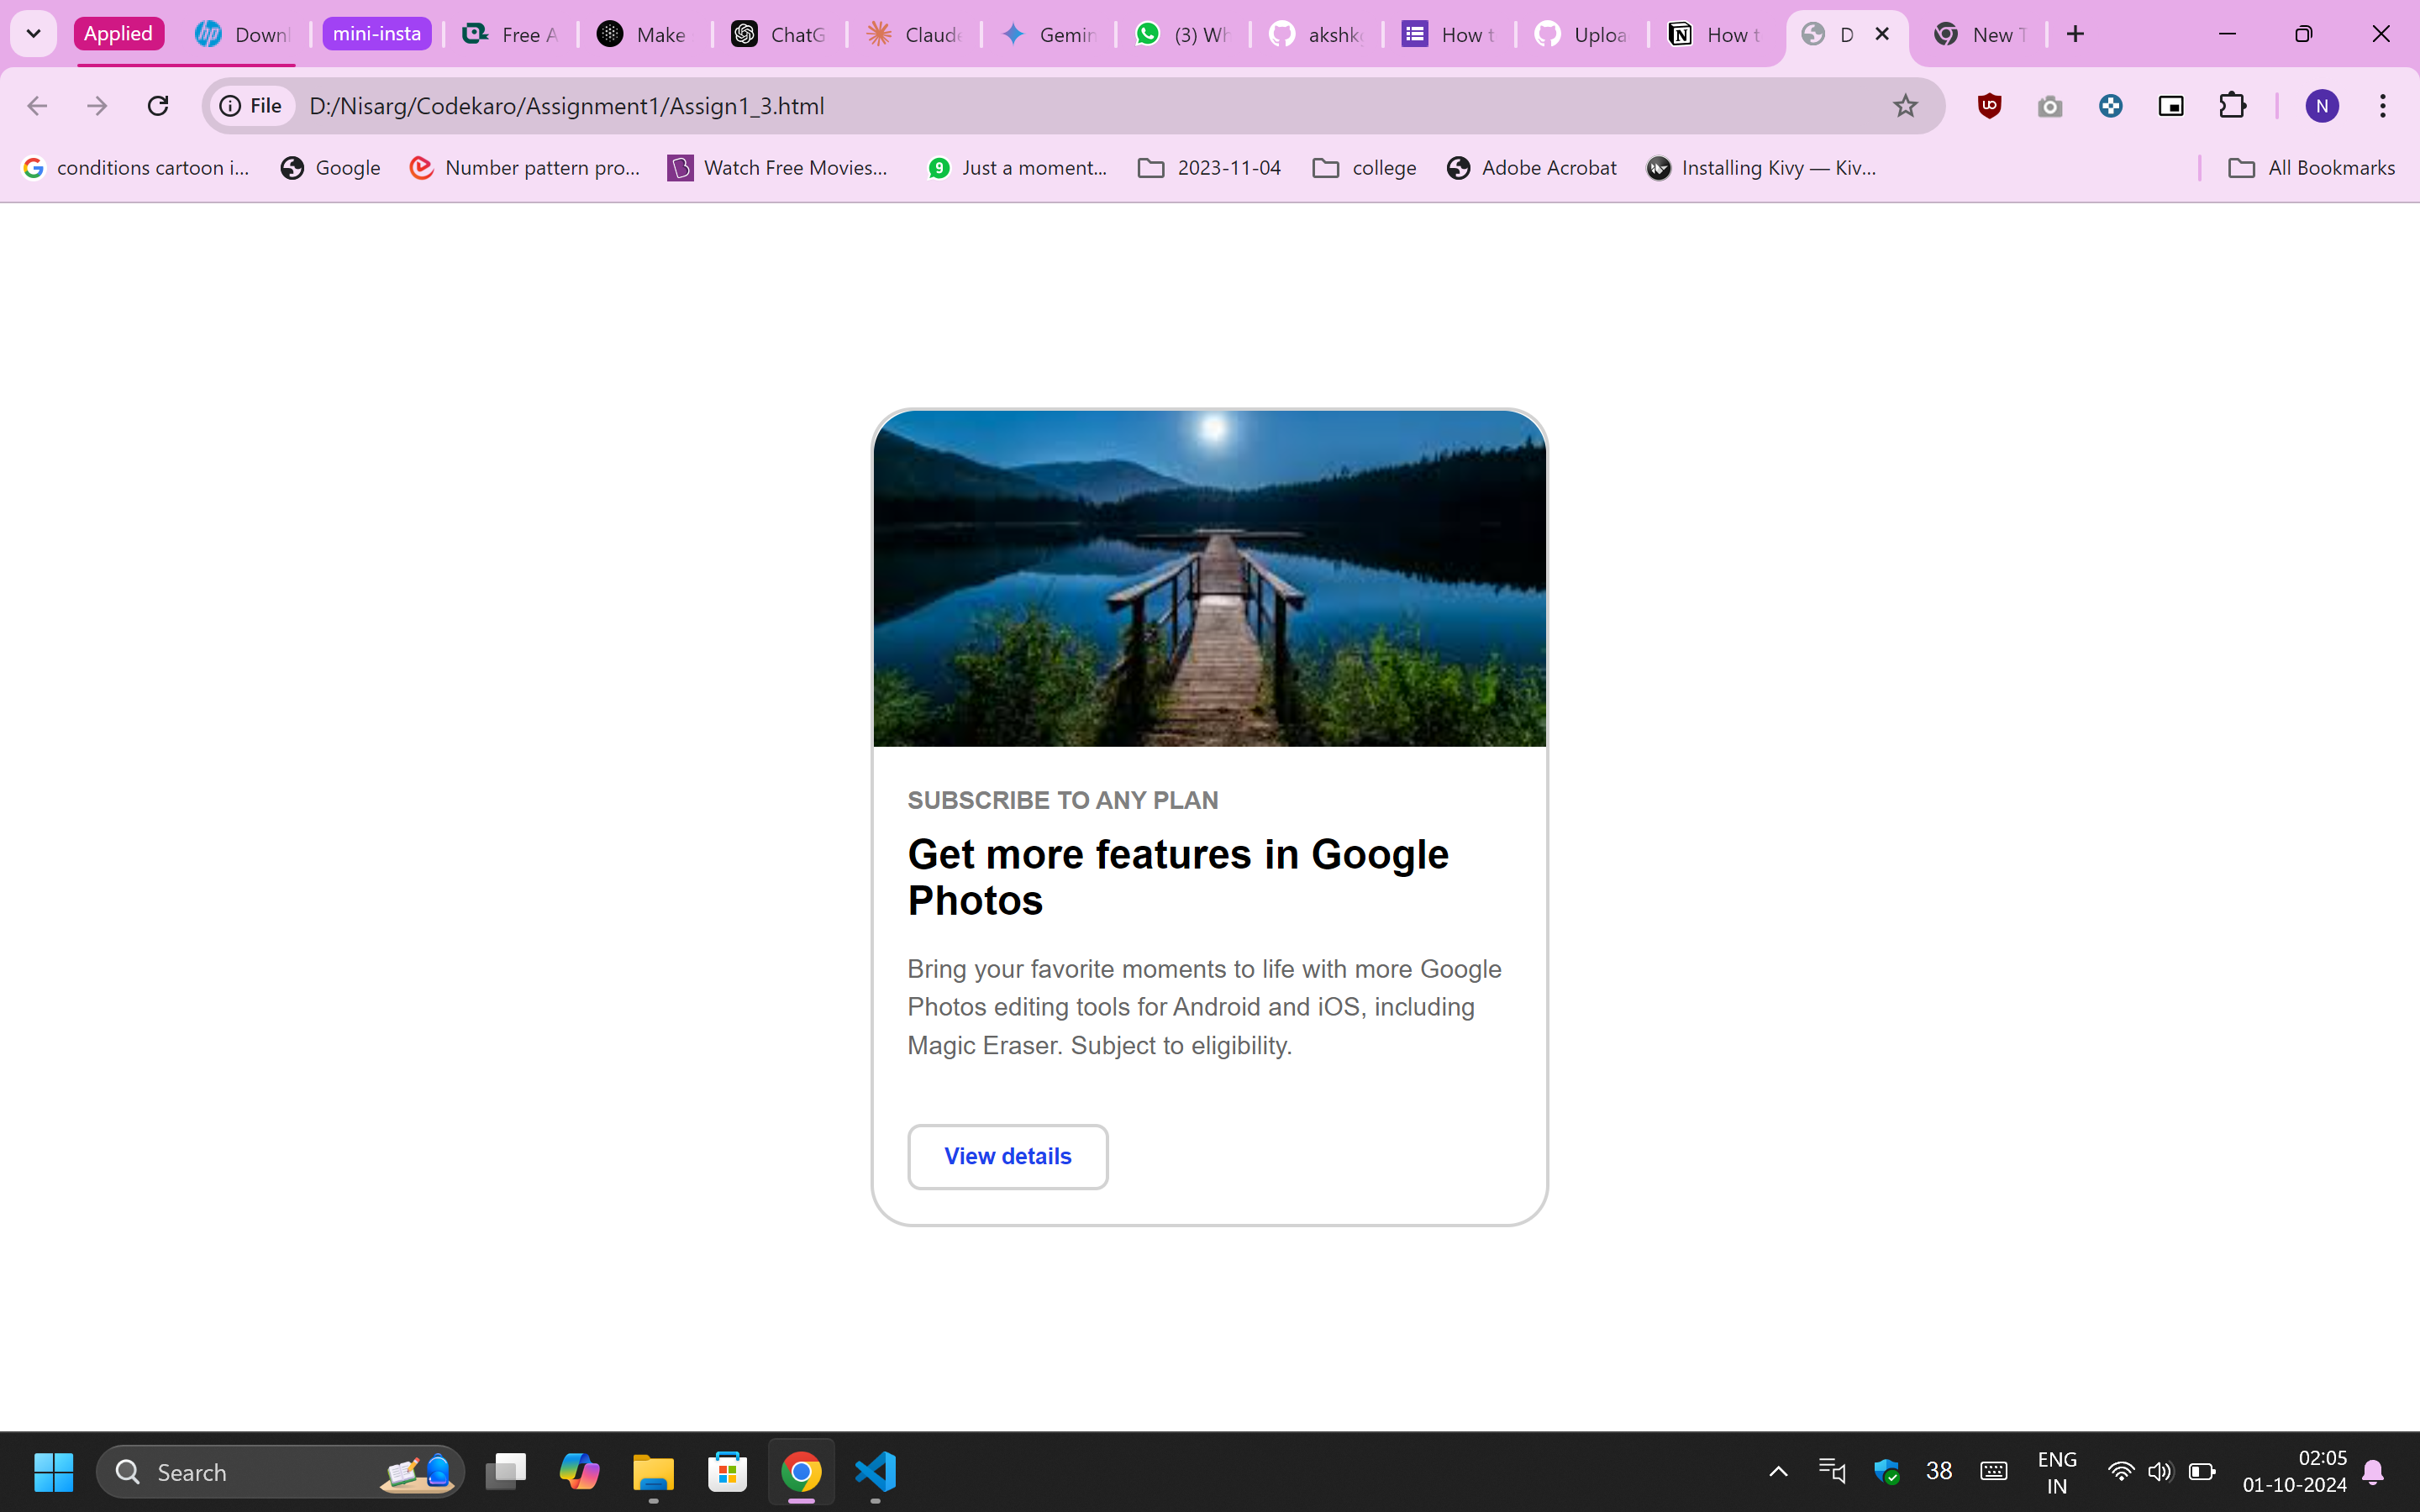 Applied
Downl
mini-insta
Free A
Make
ChatG
Claude
Gemin
(3) Wh
akshk
How t
Uploa
How t
D
New T
File
D:/Nisarg/Codekaro/Assignment1/Assign1_3.html
N
conditions cartoon i...
Google
Number pattern pro...
Watch Free Movies...
Just a moment...
2023-11-04
college
Adobe Acrobat
Installing Kivy — Kiv...
All Bookmarks
SUBSCRIBE TO ANY PLAN
Get more features in Google
Photos
Bring your favorite moments to life with more Google
Photos editing tools for Android and iOS, including
Magic Eraser. Subject to eligibility.
View details
Search
38
ENG
IN
02:05
01-10-2024